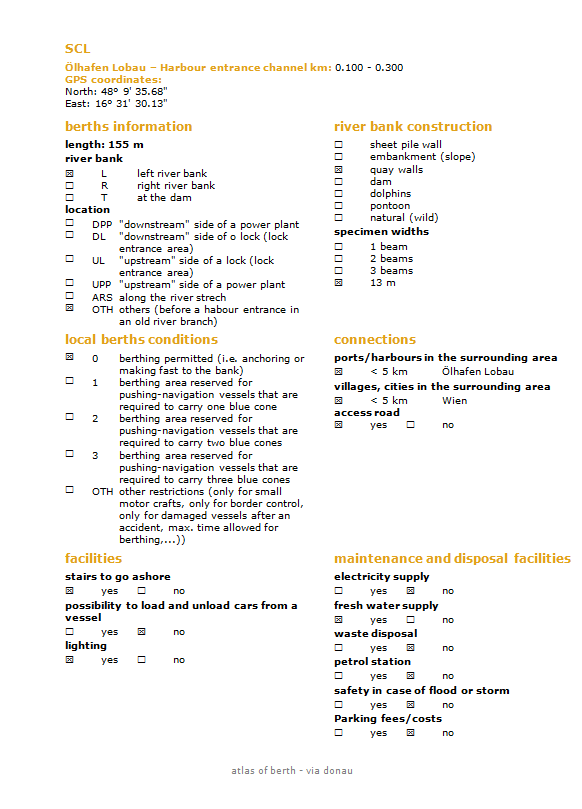 SCL
Ölhafen Lobau – Harbour entrance channel km: 0.100 - 0.300
GPS coordinates:
North: 48º 9' 35.68"
East: 16º 31' 30.13"
berths information
length: 155 m
river bank
☒ L left river bank
☐ R right river bank
☐ T at the dam
location
☐ DPP "downstream" side of a power plant
☐ DL "downstream" side of o lock (lock
entrance area)
☐ UL "upstream" side of a lock (lock
entrance area)
☐ UPP "upstream" side of a power plant
☐ ARS along the river strech
☒ OTH others (before a habour entrance in
an old river branch)
river bank construction
☐ sheet pile wall
☐ embankment (slope)
☒ quay walls
☐ dam
☐ dolphins
☐ pontoon
☐ natural (wild)
specimen widths
☐ 1 beam
☐ 2 beams
☐ 3 beams
☒ 13 m
local berths conditions
☒ 0 berthing permitted (i.e. anchoring or
making fast to the bank)
☐ 1 berthing area reserved for
pushing-navigation vessels that are
required to carry one blue cone
☐ 2 berthing area reserved for
pushing-navigation vessels that are
required to carry two blue cones
☐ 3 berthing area reserved for
pushing-navigation vessels that are
required to carry three blue cones
☐ OTH other restrictions (only for small
motor crafts, only for border control,
only for damaged vessels after an
accident, max. time allowed for
berthing,...))
connections
ports/harbours in the surrounding area
☒ < 5 km Ölhafen Lobau
villages, cities in the surrounding area
☒ < 5 km Wien
access road
☒ yes ☐ no
facilities
stairs to go ashore
☒ yes ☐ no
possibility to load and unload cars from a
vessel
☐ yes ☒ no
lighting
☒ yes ☐ no
maintenance and disposal facilities
electricity supply
☐ yes ☒ no
fresh water supply
☒ yes ☐ no
waste disposal
☐ yes ☒ no
petrol station
☐ yes ☒ no
safety in case of flood or storm
☐ yes ☒ no
Parking fees/costs
☐ yes ☒ no
atlas of berth - via donau